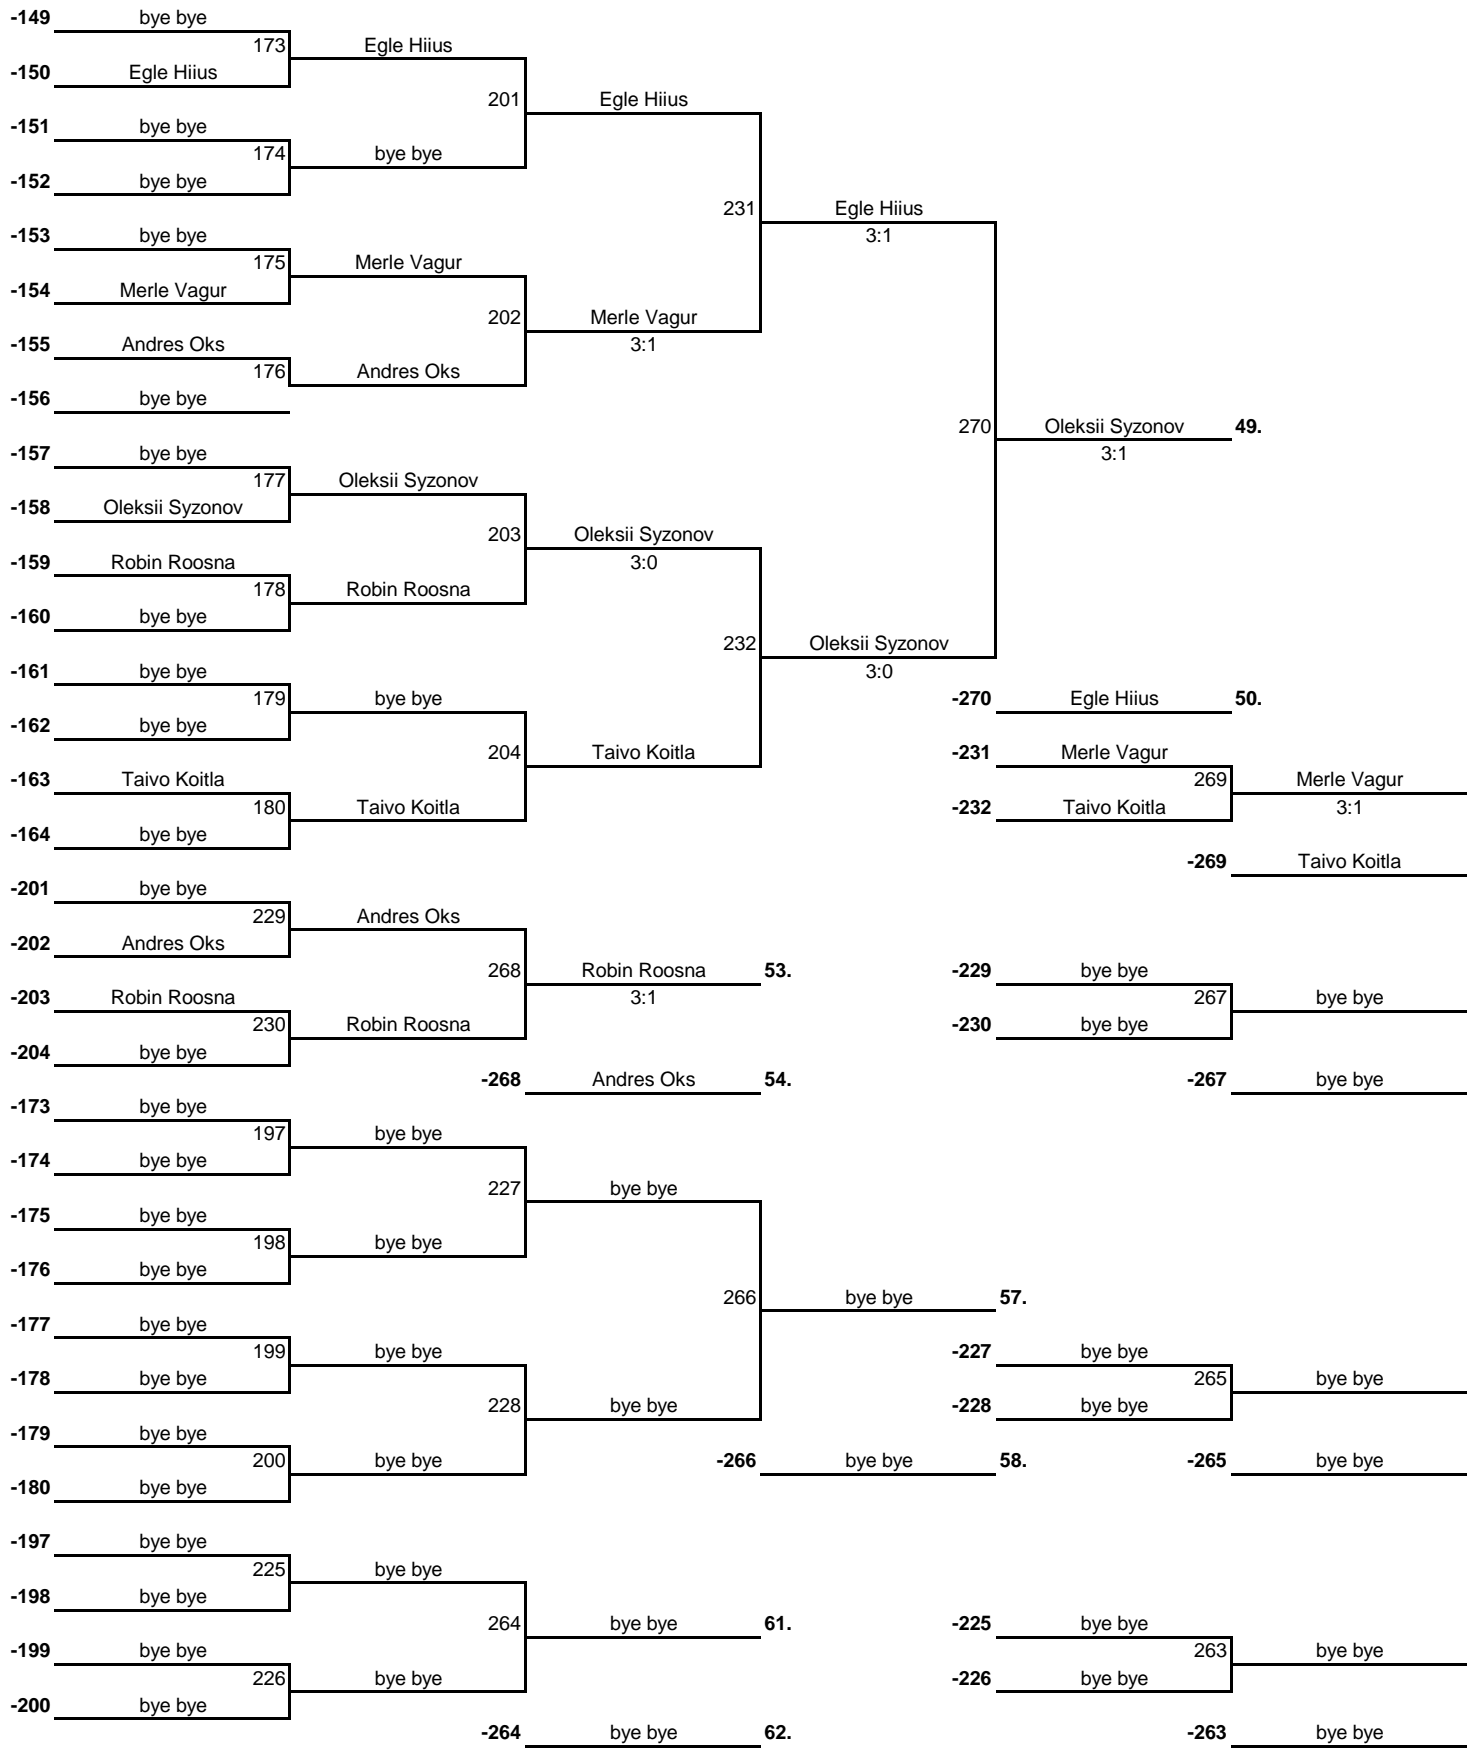 -149 bye bye
173 Egle Hiius
-150 Egle Hiius
201 Egle Hiius
-151 bye bye
174 bye bye
-152 bye bye
231 Egle Hiius
3:1
-153 bye bye
175 Merle Vagur
-154 Merle Vagur
202 Merle Vagur
3:1
-155 Andres Oks
176 Andres Oks
-156 bye bye
270 Oleksii Syzonov 49.
3:1
-157 bye bye
177 Oleksii Syzonov
-158 Oleksii Syzonov
203 Oleksii Syzonov
3:0
-159 Robin Roosna
178 Robin Roosna
-160 bye bye
232 Oleksii Syzonov
3:0
-161 bye bye
179 bye bye
-270 Egle Hiius 50.
-162 bye bye
204 Taivo Koitla
-231 Merle Vagur
-163 Taivo Koitla
269 Merle Vagur
3:1
180 Taivo Koitla
-232 Taivo Koitla
-164 bye bye
-269 Taivo Koitla
-201 bye bye
229 Andres Oks
-202 Andres Oks
268 Robin Roosna 53.
3:1
-229 bye bye
-203 Robin Roosna
267 bye bye
230 Robin Roosna
-230 bye bye
-204 bye bye
-268 Andres Oks 54.
-267 bye bye
-173 bye bye
197 bye bye
-174 bye bye
227 bye bye
-175 bye bye
198 bye bye
-176 bye bye
266 bye bye 57.
-177 bye bye
199 bye bye
-227 bye bye
-178 bye bye
265 bye bye
228 bye bye
-228 bye bye
-179 bye bye
200 bye bye
-266 bye bye 58.
-265 bye bye
-180 bye bye
-197 bye bye
225 bye bye
-198 bye bye
264 bye bye 61.
-225 bye bye
-199 bye bye
263 bye bye
226 bye bye
-226 bye bye
-200 bye bye
-264 bye bye 62.
-263 bye bye